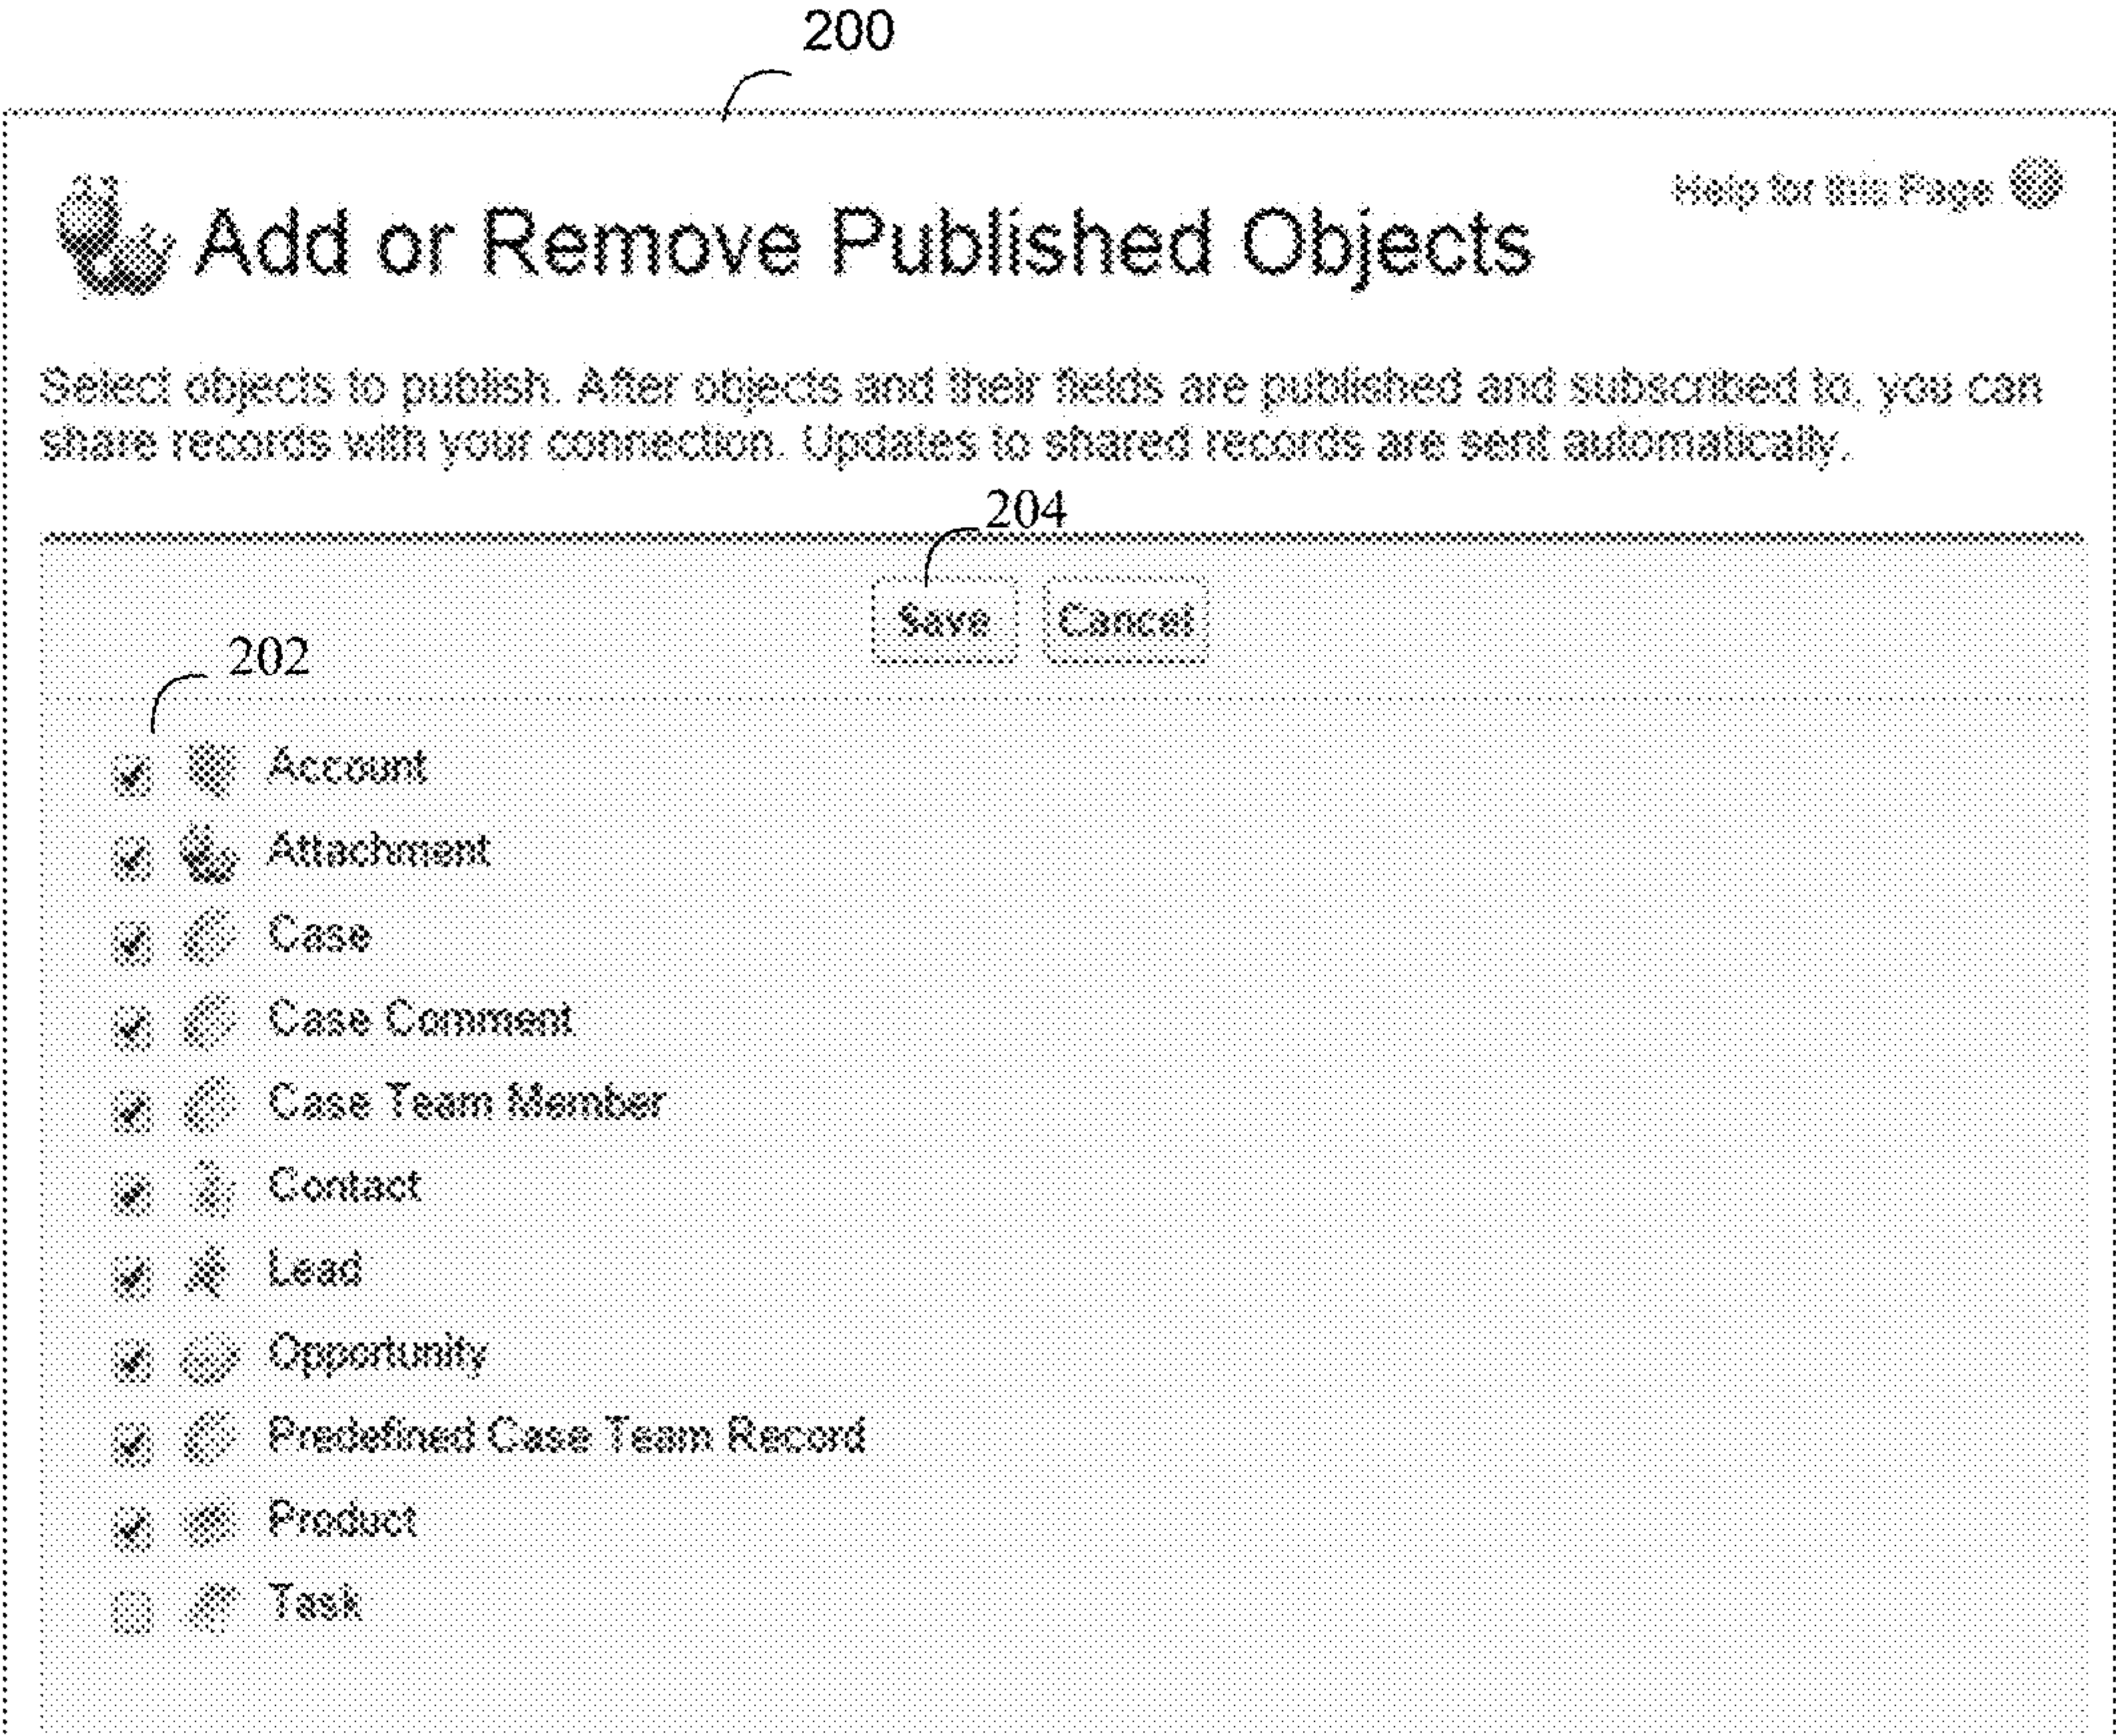 200
Help for this Page
Add or Remove Published Objects
Select objects to publish. After objects and their fields are published and subscribed to, you can
share records with your connection. Updates to shared records are sent automatically.
204
Save Cancel
202
Account
Attachment
Case
Case Comment
Case Team Member
Contact
Lead
Opportunity
Predefined Case Team Record
Product
Task